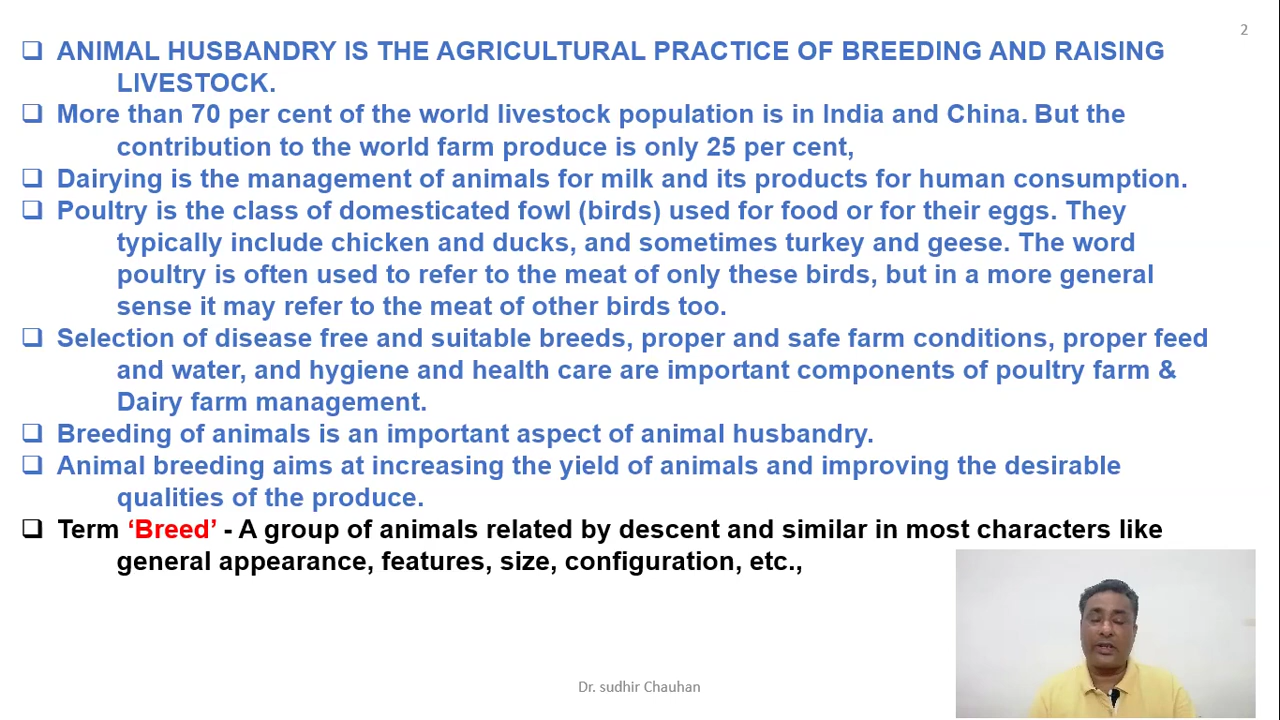 2
❑ ANIMAL HUSBANDRY IS THE AGRICULTURAL PRACTICE OF BREEDING AND RAISING
LIVESTOCK.
❑ More than 70 per cent of the world livestock population is in India and China. But the
contribution to the world farm produce is only 25 per cent,
❑ Dairying is the management of animals for milk and its products for human consumption.
❑ Poultry is the class of domesticated fowl (birds) used for food or for their eggs. They
typically include chicken and ducks, and sometimes turkey and geese. The word
poultry is often used to refer to the meat of only these birds, but in a more general
sense it may refer to the meat of other birds too.
❑ Selection of disease free and suitable breeds, proper and safe farm conditions, proper feed
and water, and hygiene and health care are important components of poultry farm &
Dairy farm management.
❑ Breeding of animals is an important aspect of animal husbandry.
❑ Animal breeding aims at increasing the yield of animals and improving the desirable
qualities of the produce.
❑ Term ‘Breed’ - A group of animals related by descent and similar in most characters like
general appearance, features, size, configuration, etc.,
Dr. sudhir Chauhan